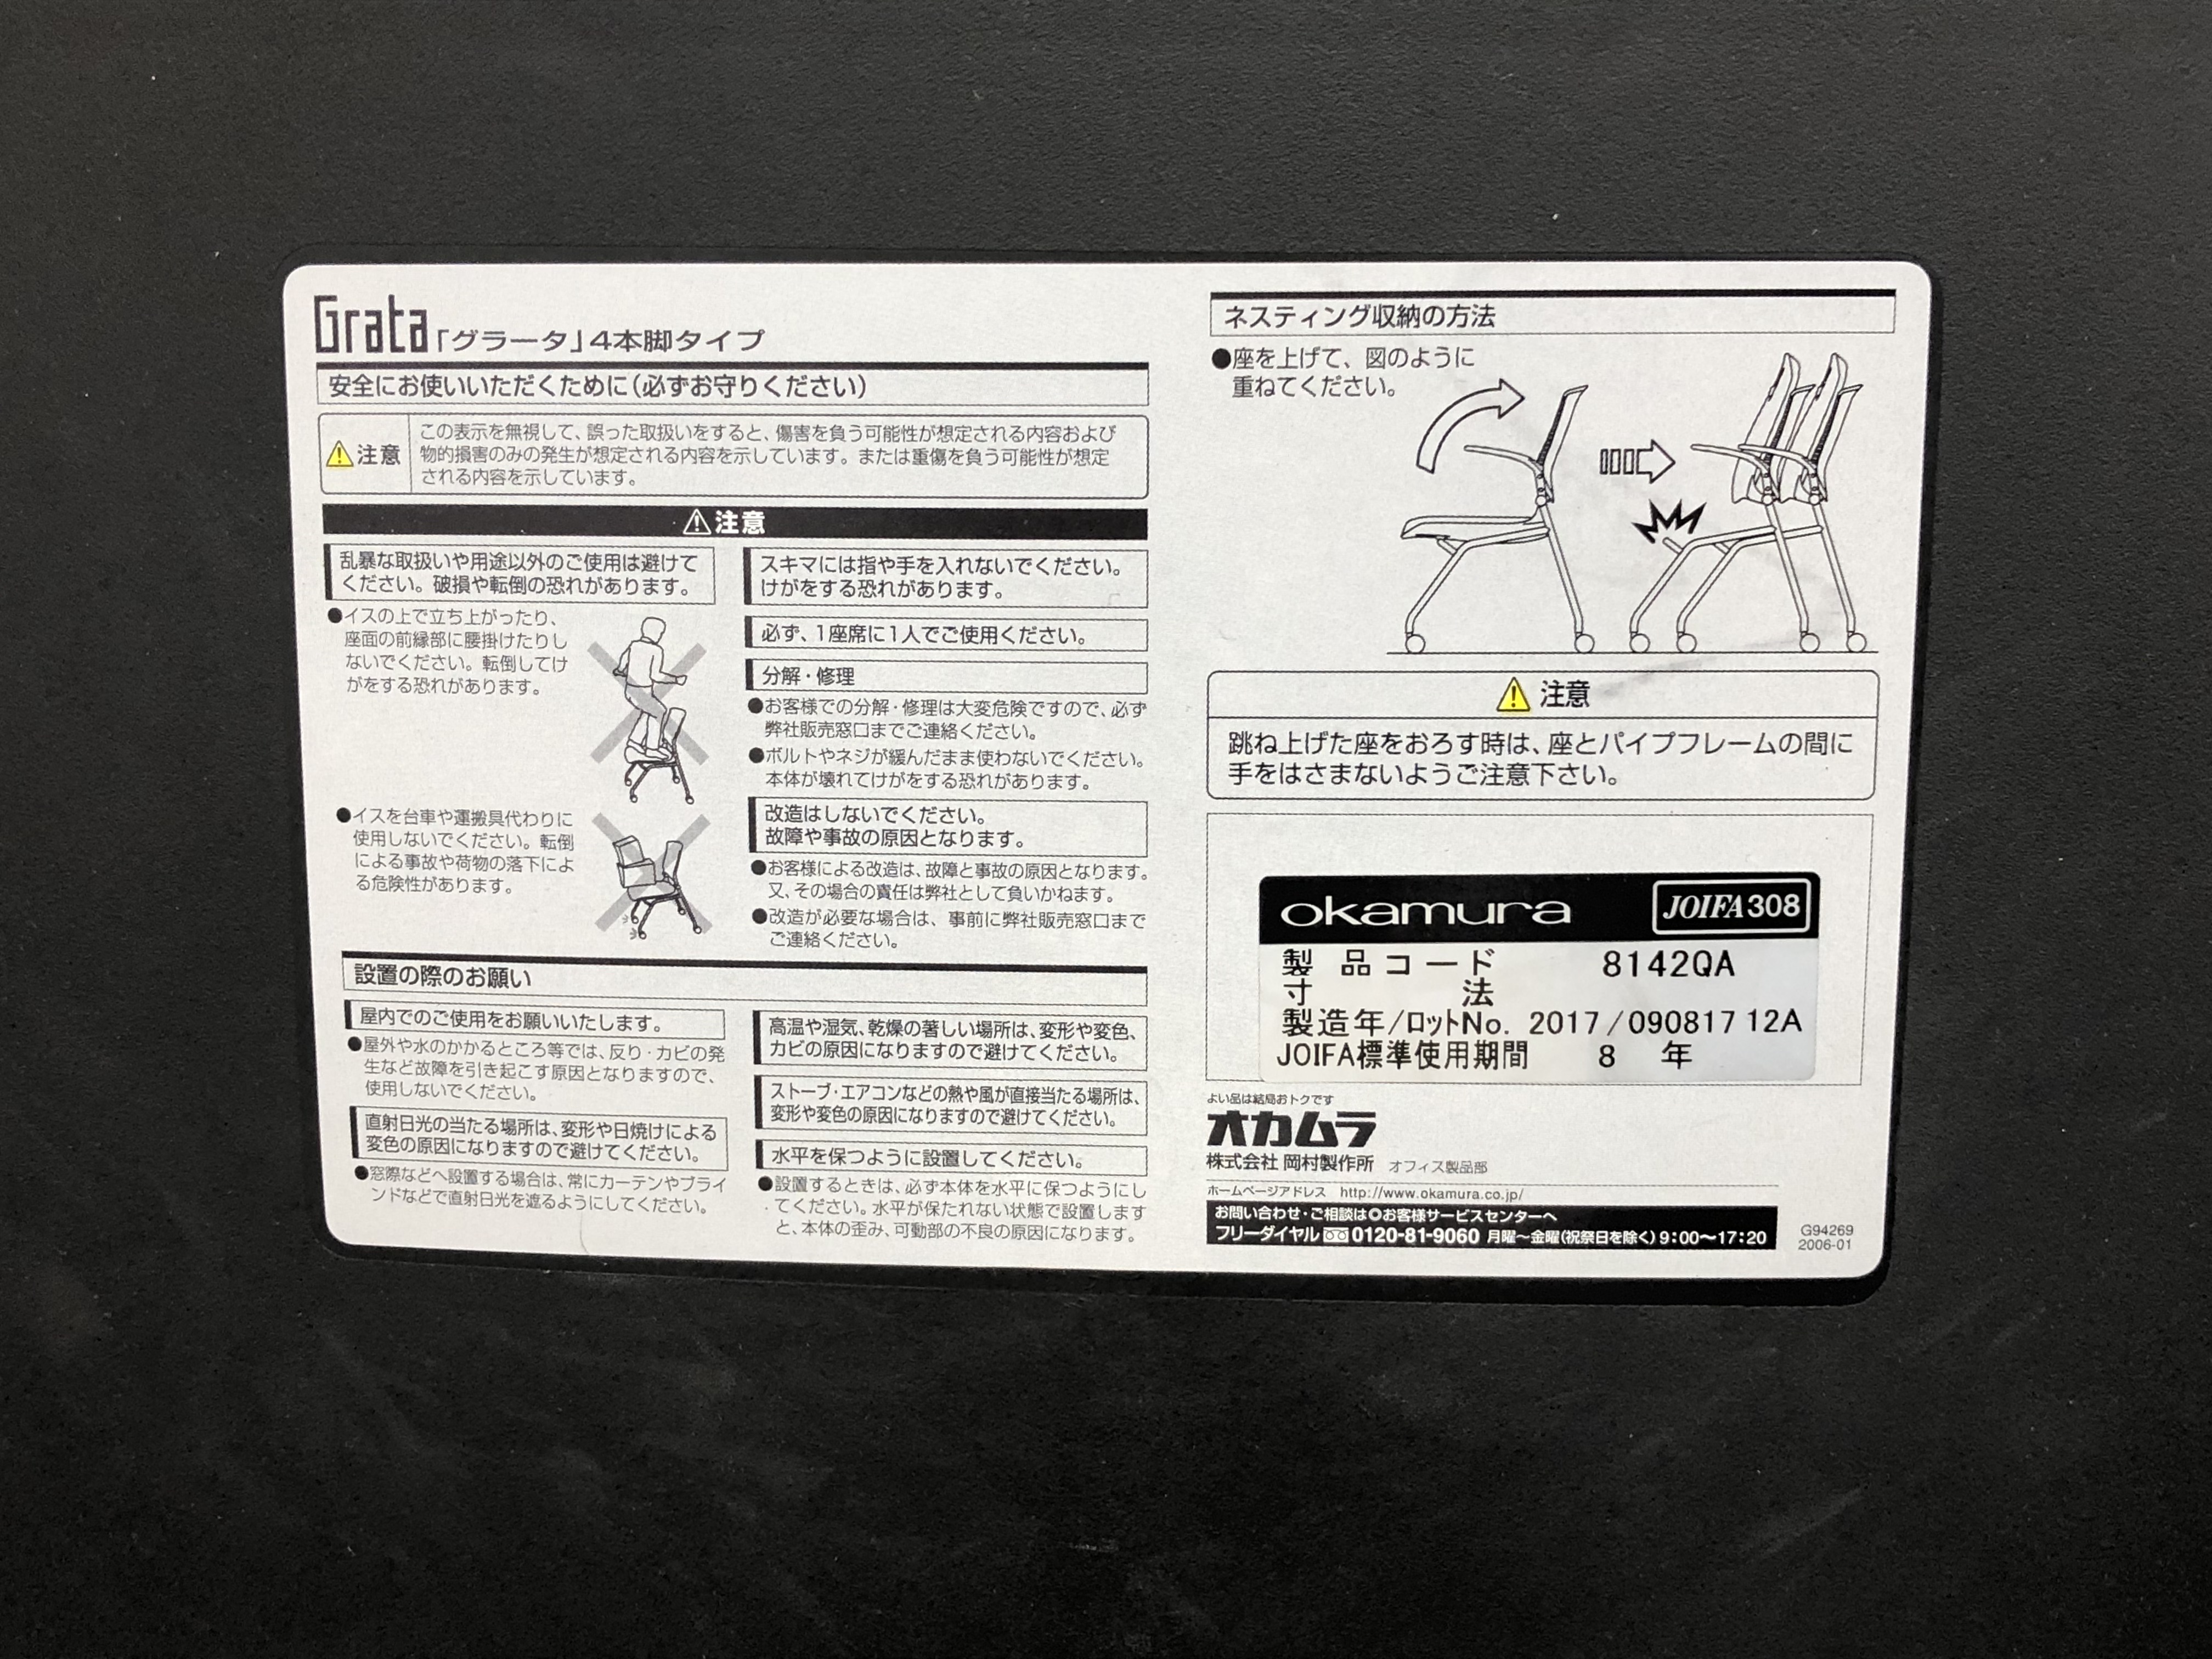 Grata「グラータ」4本脚タイプ
安全にお使いいただくために(必ずお守りください)
注意
この表示を無視して、誤った取扱いをすると、傷害を負う可能性が想定される内容および
物的損害のみの発生が想定される内容を示しています。または重傷を負う可能性が想定
される内容を示しています。
注意
乱暴な取扱いや用途以外のご使用は避けて
ください。破損や転倒の恐れがあります。
●イスの上で立ち上がったり、
座面の前縁部に腰掛けたりし
ないでください。転倒してけ
がをする恐れがあります。
●イスを台車や運搬具代わりに
使用しないでください。転倒
による事故や荷物の落下によ
る危険性があります。
スキマには指や手を入れないでください。
けがをする恐れがあります。
必ず、1座席に1人でご使用ください。
分解・修理
●お客様での分解・修理は大変危険ですので、必ず
弊社販売窓口までご連絡ください。
●ボルトやネジが緩んだまま使わないでください。
本体が壊れてけがをする恐れがあります。
改造はしないでください。
故障や事故の原因となります。
●お客様による改造は、故障と事故の原因となります。
又、その場合の責任は弊社として負いかねます。
●改造が必要な場合は、事前に弊社販売窓口まで
ご連絡ください。
設置の際のお願い
屋内でのご使用をお願いいたします。
●屋外や水のかかるところ等では、反り・カビの発
生など故障を引き起こす原因となりますので、
使用しないでください。
直射日光の当たる場所は、変形や日焼けによる
変色の原因になりますので避けてください。
●窓際などへ設置する場合は、常にカーテンやブライ
ンドなどで直射日光を遮るようにしてください。
高温や湿気、乾燥の著しい場所は、変形や変色、
カビの原因になりますので避けてください。
ストーブ・エアコンなどの熱や風が直接当たる場所は、
変形や変色の原因になりますので避けてください。
水平を保つように設置してください。
●設置するときは、必ず本体を水平に保つようにし
てください。水平が保たれない状態で設置します
と、本体の歪み、可動部の不良の原因になります。
ネスティング収納の方法
●座を上げて、図のように
重ねてください。
注意
跳ね上げた座をおろす時は、座とパイプフレームの間に
手をはさまないようご注意下さい。
okamura JOIFA308
製品コード 8142QA
寸法
製造年/ロットNo. 2017/090817 12A
JOIFA標準使用期間 8 年
よい品は結局おトクです
オカムラ
株式会社 岡村製作所 オフィス製品部
ホームページアドレス http://www.okamura.co.jp/
お問い合わせ・ご相談は◎お客様サービスセンターへ
フリーダイヤル 0120-81-9060 月曜〜金曜(祝祭日を除く)9:00〜17:20
G94269
2006-01